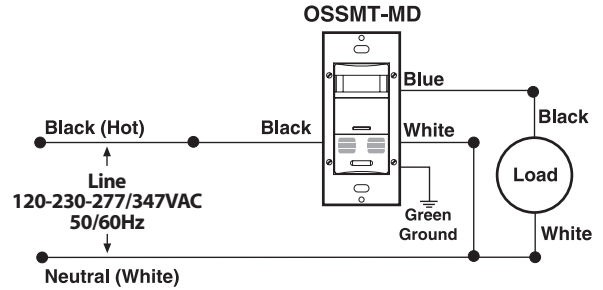 OSSMT-MD
Blue
Black
Black (Hot)
Black
White
Line
120-230-277/347VAC
50/60Hz
Load
Green
Ground
White
Neutral (White)